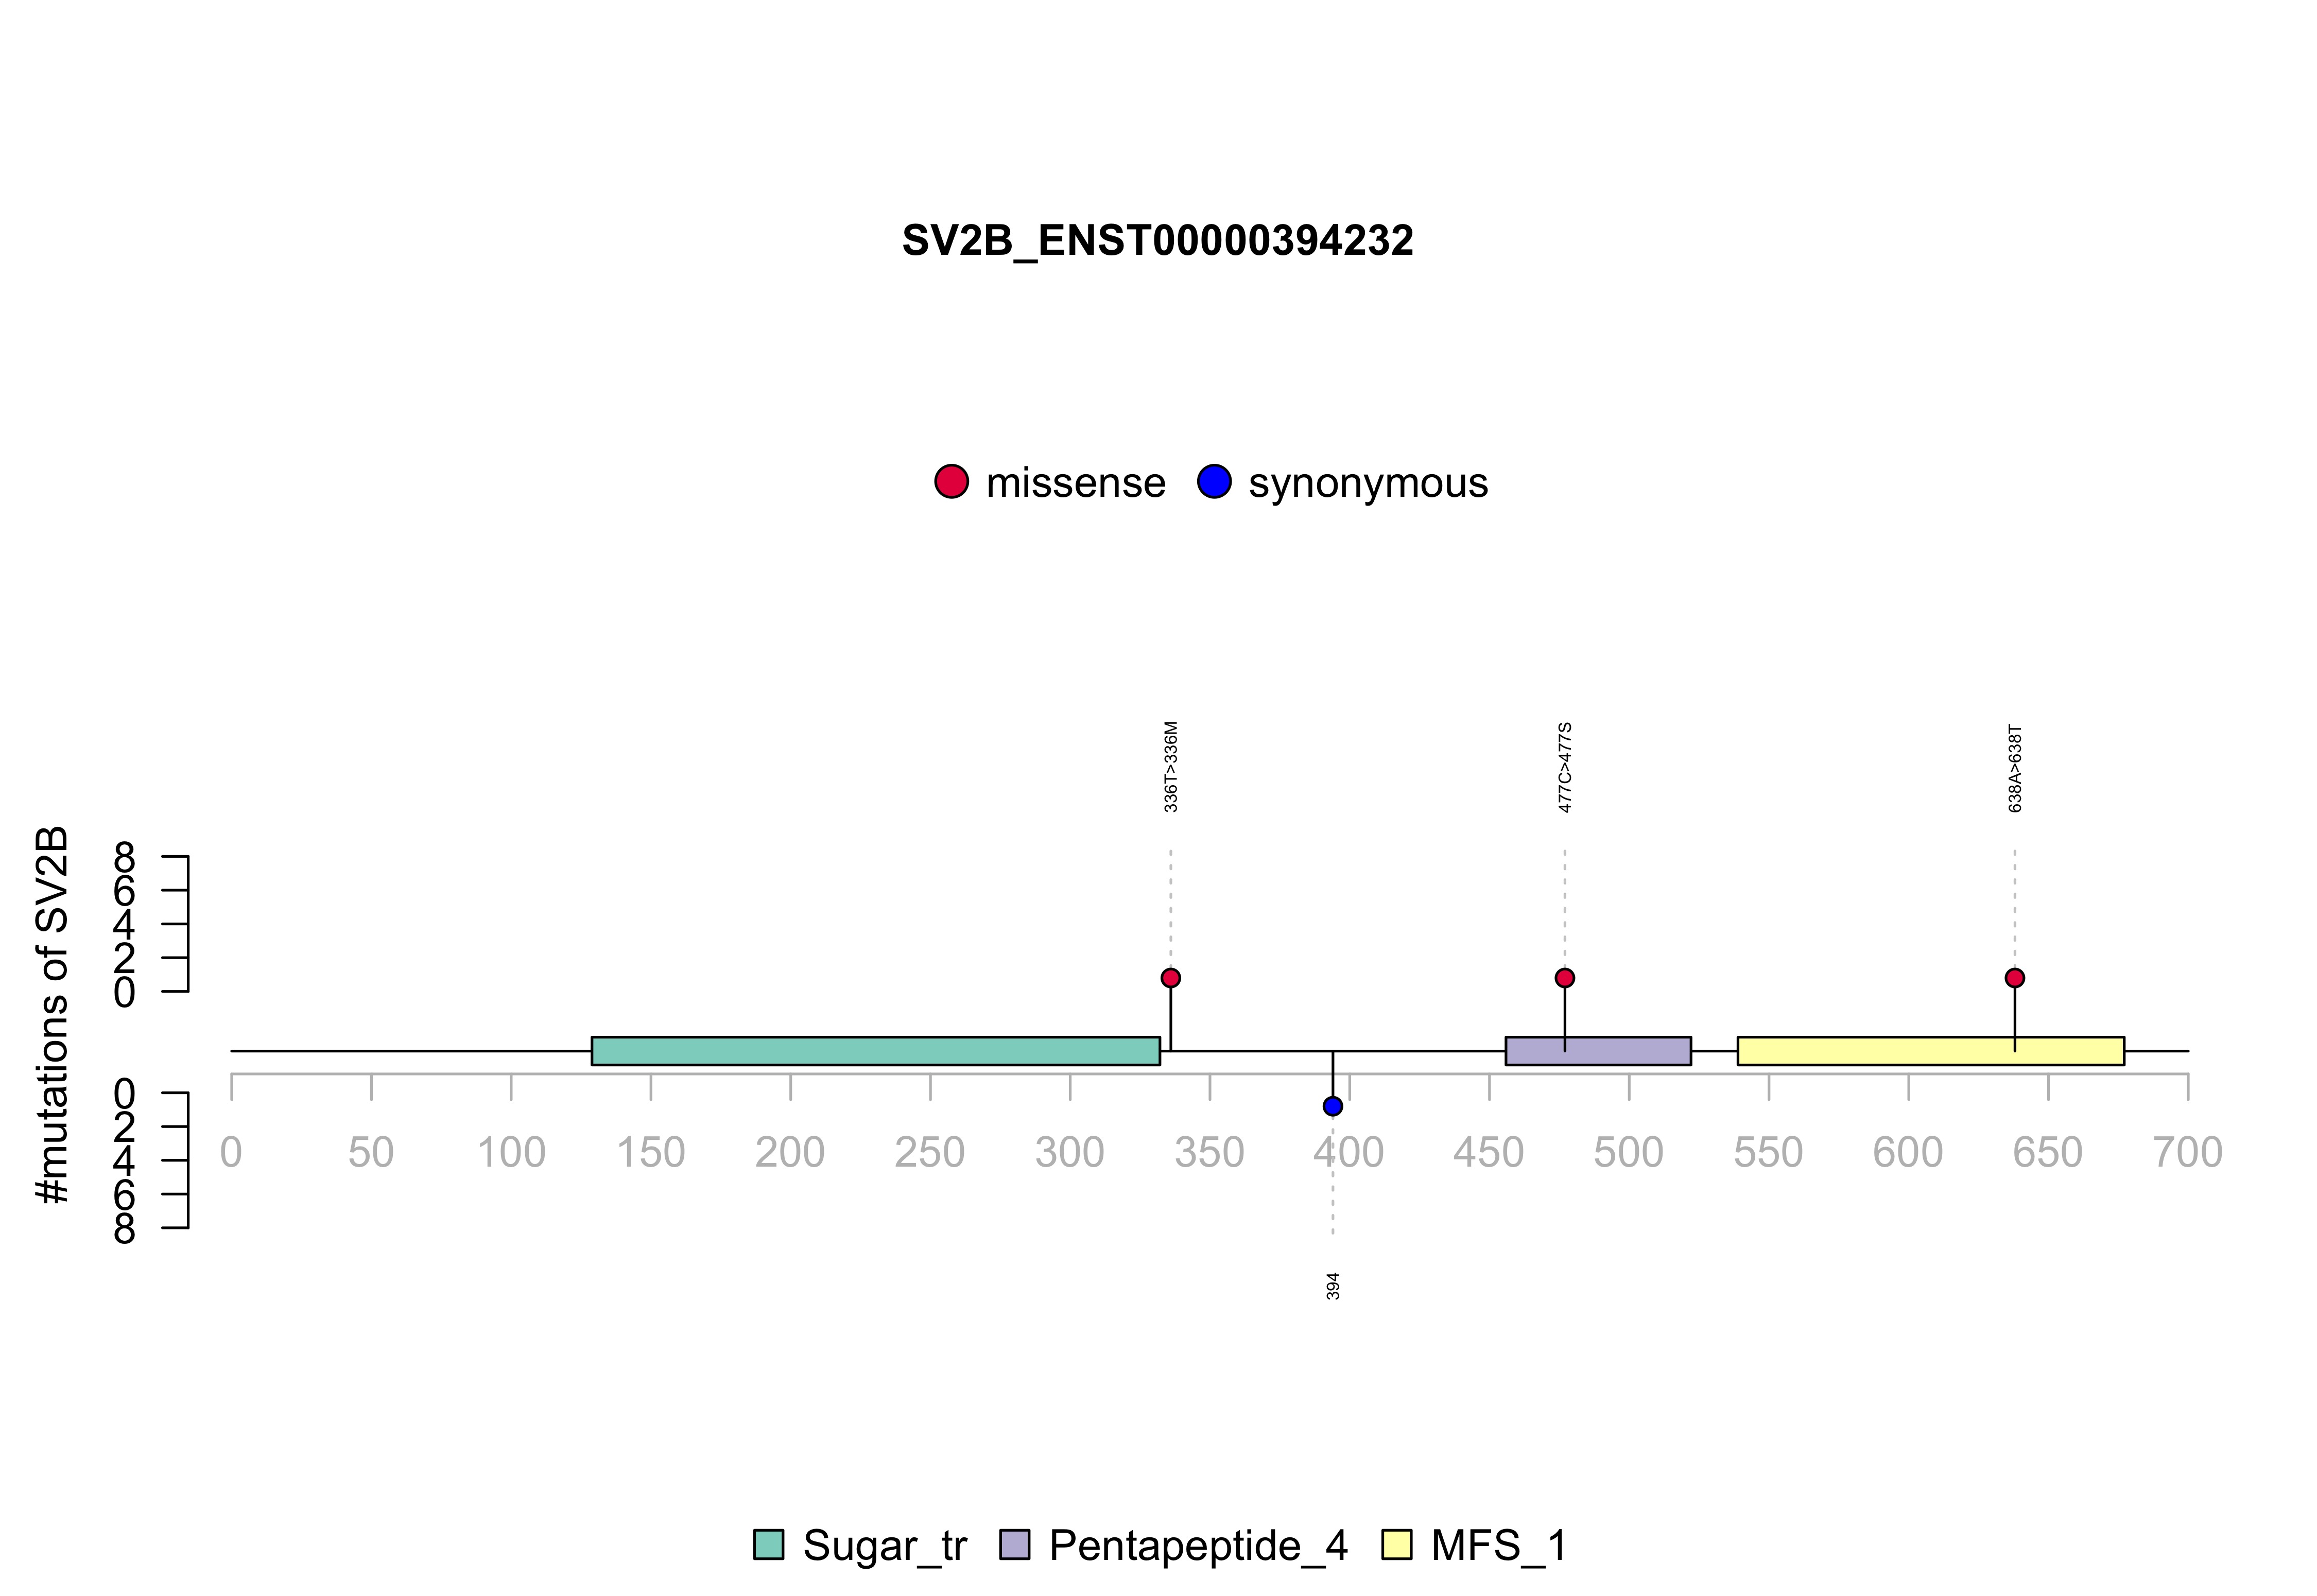 SV2B_ENST00000394232
missense synonymous
336T>336M 477C>477S 638A>638T
#mutations of SV2B
8
6
4
2
0
0
2
4
6
8
0 50 100 150 200 250 300 350 400 450 500 550 600 650 700
394
Sugar_tr Pentapeptide_4 MFS_1